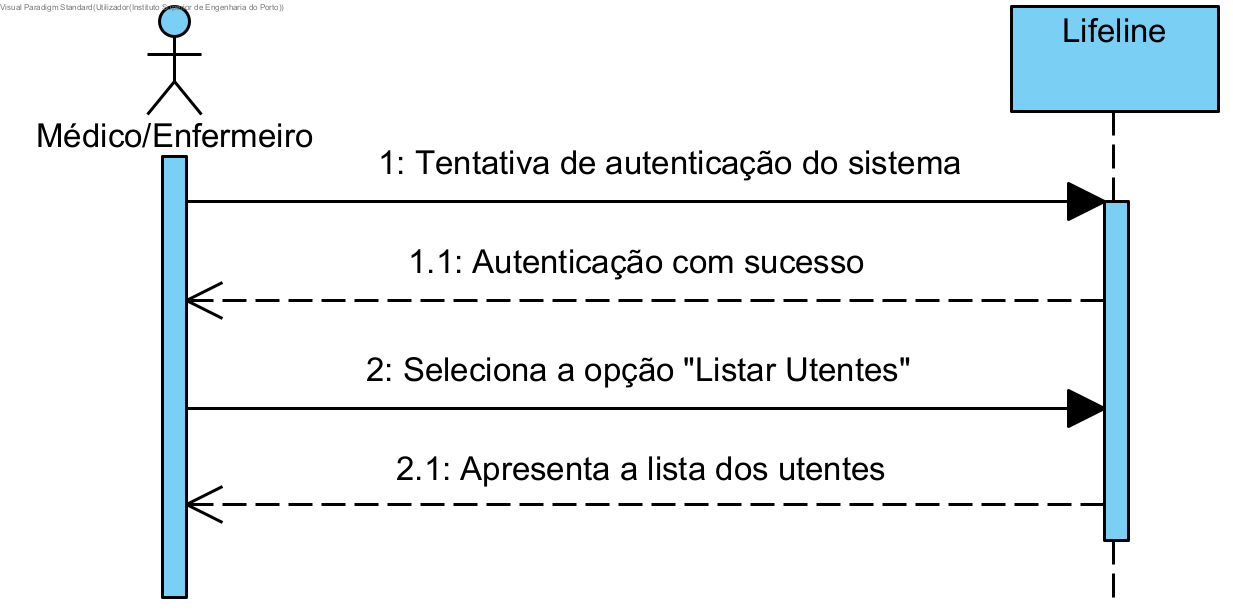 Visual Paradigm Standard(Utilizador(Instituto Superior de Engenharia do Porto))
Lifeline
Médico/Enfermeiro
1: Tentativa de autenticação do sistema
1.1: Autenticação com sucesso
2: Seleciona a opção "Listar Utentes"
2.1: Apresenta a lista dos utentes